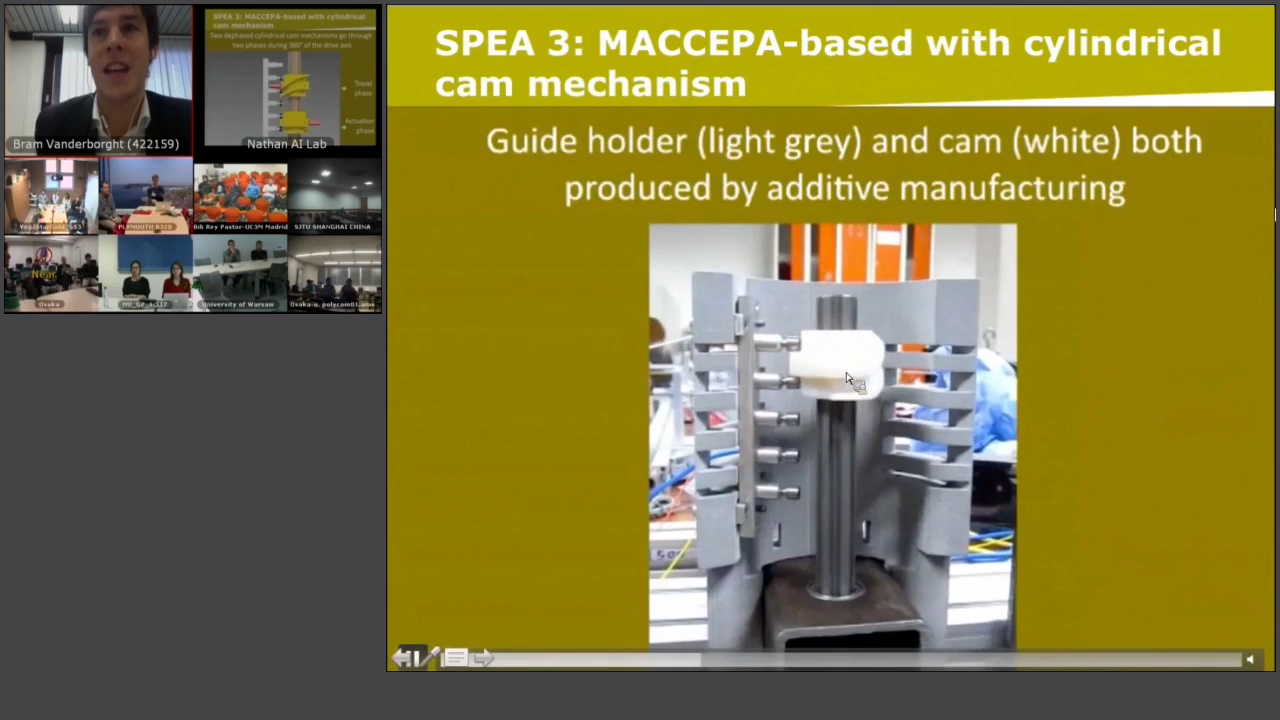 SPEA 3: MACCEPA-based with cylindrical
cam mechanism
Two dephased cylindrical cam mechanisms go through
two phases during 360° of the drive axis
Travel
phase
Actuation
phase
Bram Vanderborght (422159)
Nathan AI Lab
PLYMOUTH B320
Bib Rey Pastor-UC3M Madrid
SJTU SHANGHAI CHINA
Near
Osaka
University of Warsaw
SPEA 3: MACCEPA-based with cylindrical
cam mechanism
Guide holder (light grey) and cam (white) both
produced by additive manufacturing